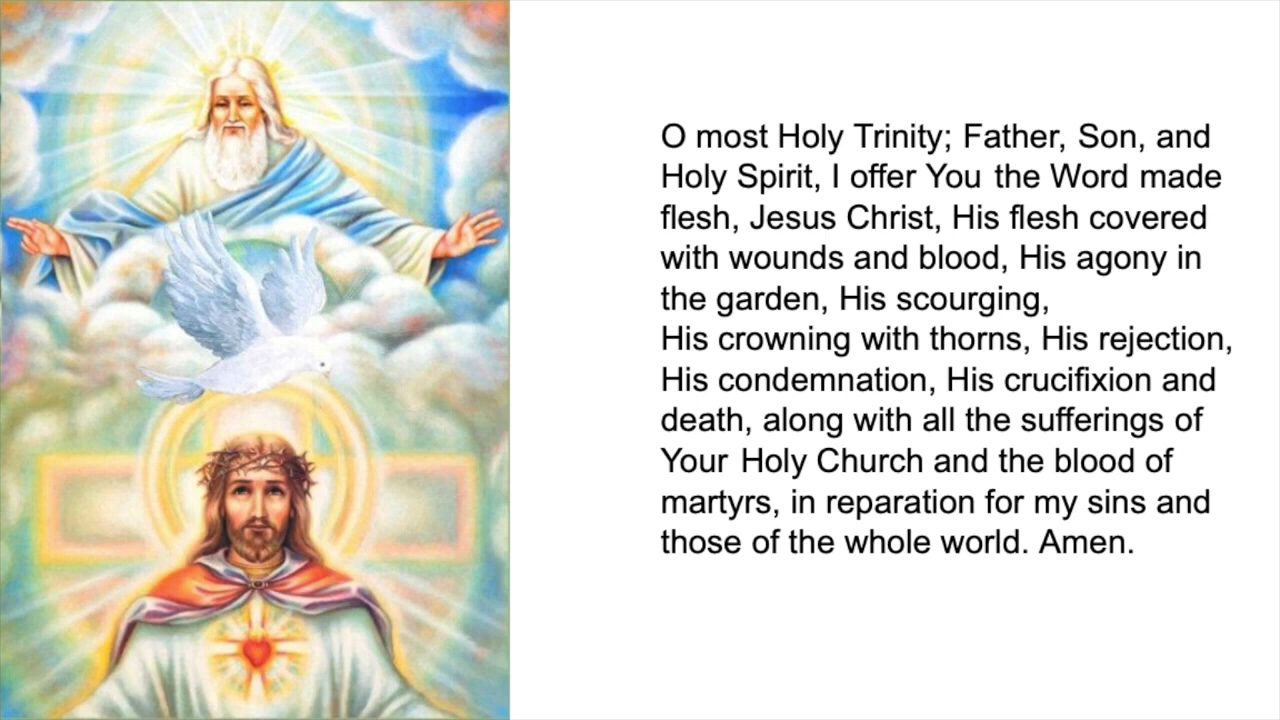 O most Holy Trinity; Father, Son, and
Holy Spirit, I offer You the Word made
flesh, Jesus Christ, His flesh covered
with wounds and blood, His agony in
the garden, His scourging,
His crowning with thorns, His rejection,
His condemnation, His crucifixion and
death, along with all the sufferings of
Your Holy Church and the blood of
martyrs, in reparation for my sins and
those of the whole world. Amen.